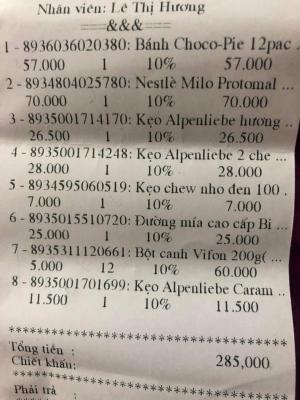 Nhân viên: Lê Thị Hương
===&&&===
1 - 8936036020380: Bánh Choco-Pie 12pac .
57.000 1 10% 57.000
2 - 8934804025780: Nestlè Milo Protomal ...
70.000 1 10% 70.000
3 - 8935001714170: Kẹo Alpenliebe hương .
26.500 1 10% 26.500
4 - 8935001714248: Kẹo Alpenliebe 2 che ...
28.000 1 10% 28.000
5 - 8934595060519: Kẹo chew nho đen 100 .
7.000 1 10% 7.000
6 - 8935015510720: Đường mía cao cấp Bi ...
25.000 1 10% 25.000
7 - 8935311120661: Bột canh Vifon 200g( ...
5.000 12 10% 60.000
8 - 8935001701699: Kẹo Alpenliebe Caram ...
11.500 1 10% 11.500
******************************
Tổng tiền :
Chiết khấu: 285,000
******************************
Phải trả :